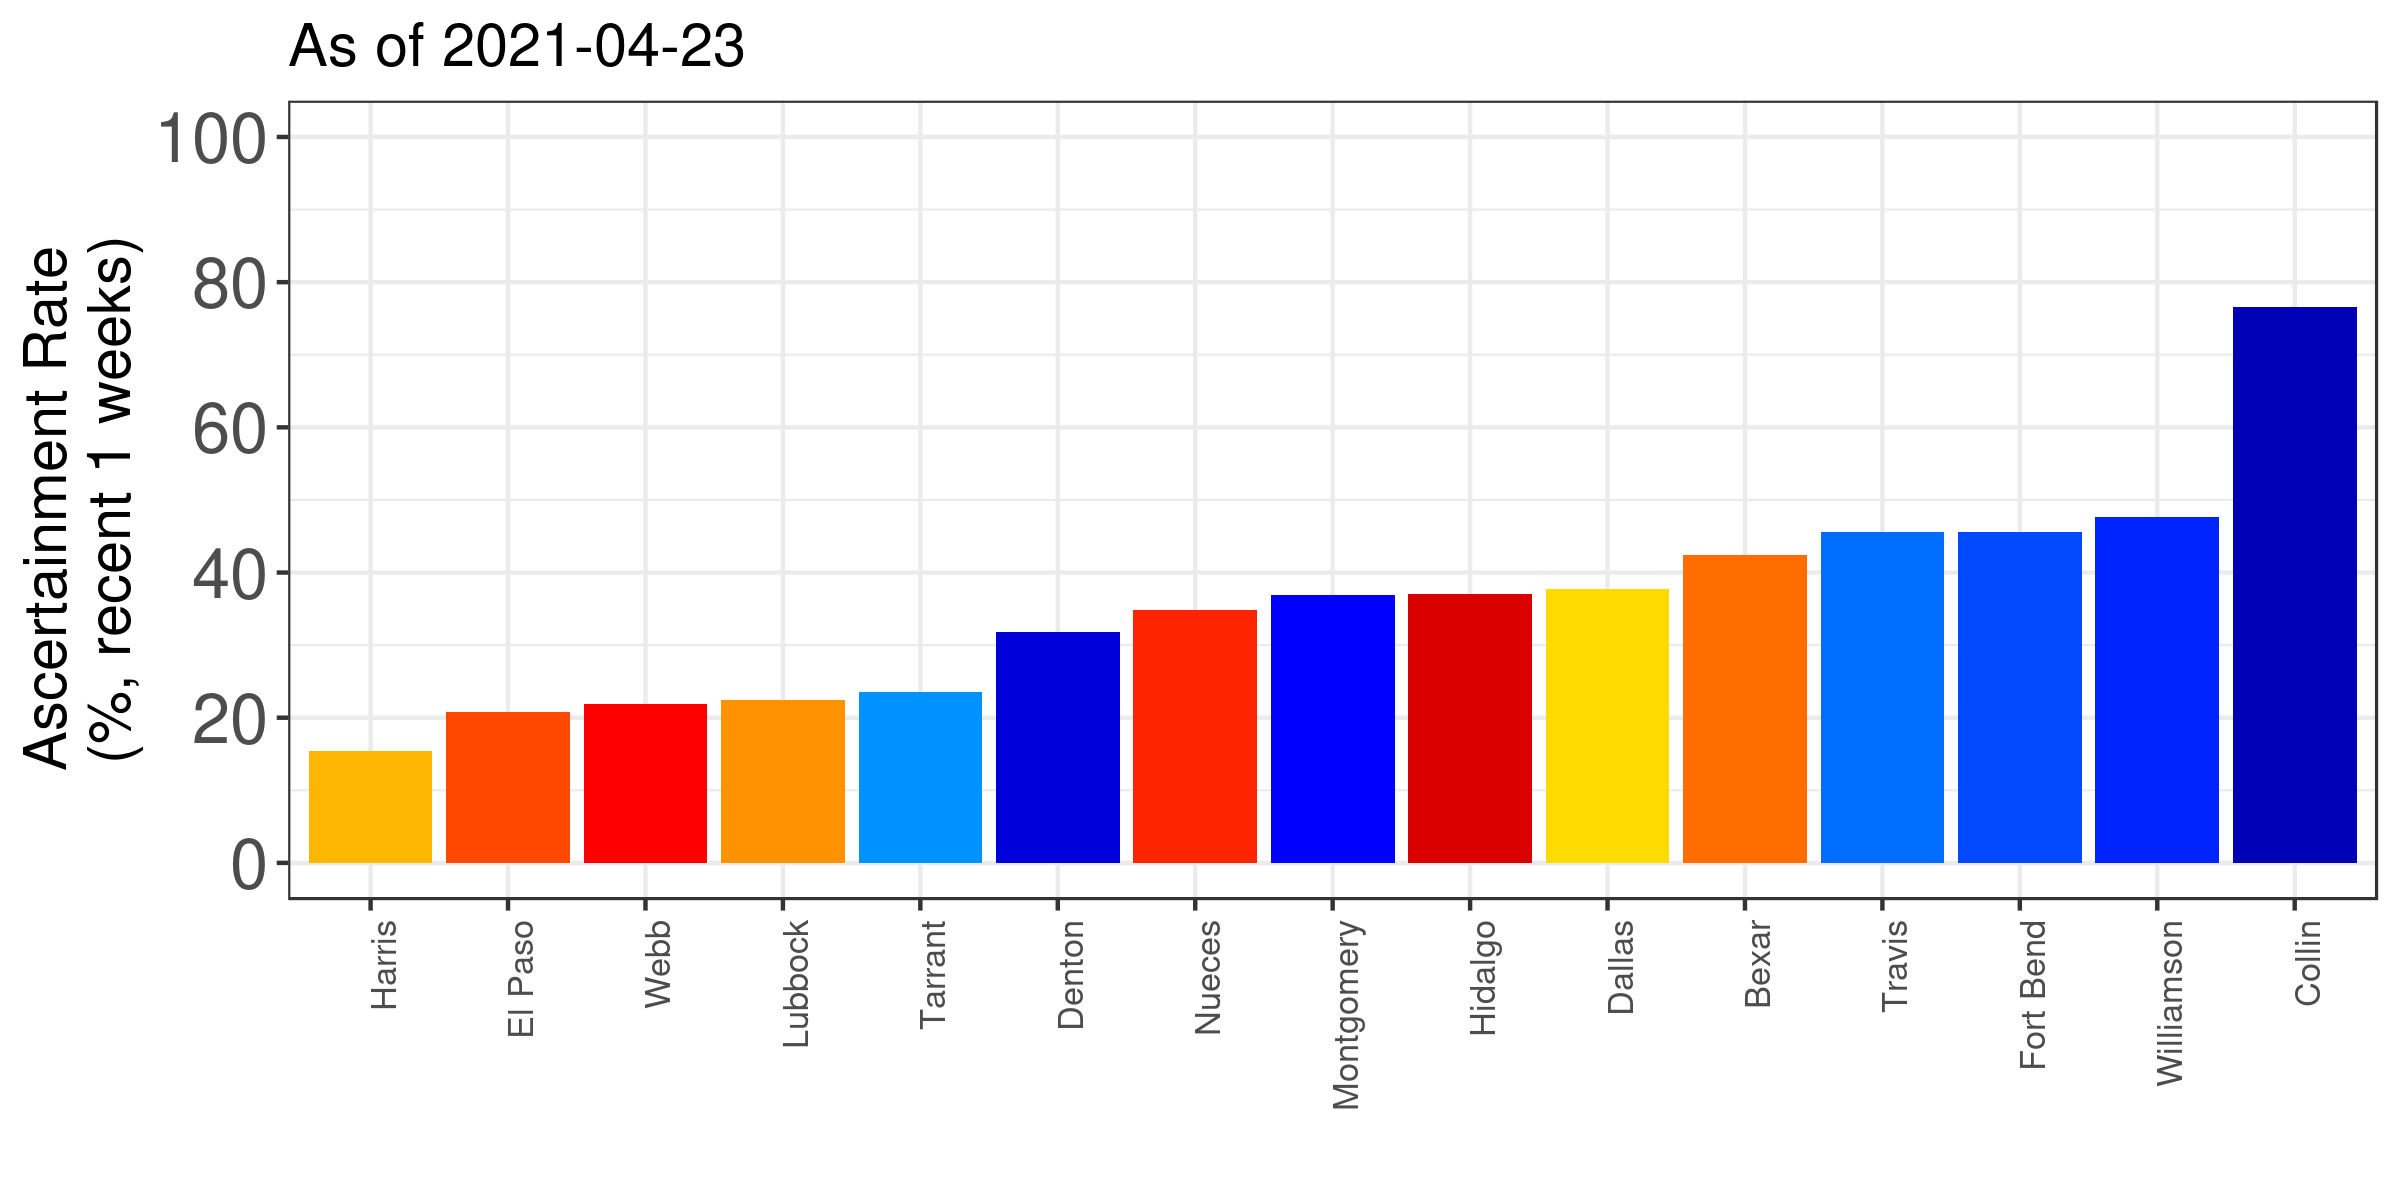 As of 2021-04-23
Ascertainment Rate
(%, recent 1 weeks)
100
80
60
40
20
0
Harris
El Paso
Webb
Lubbock
Tarrant
Denton
Nueces
Montgomery
Hidalgo
Dallas
Bexar
Travis
Fort Bend
Williamson
Collin